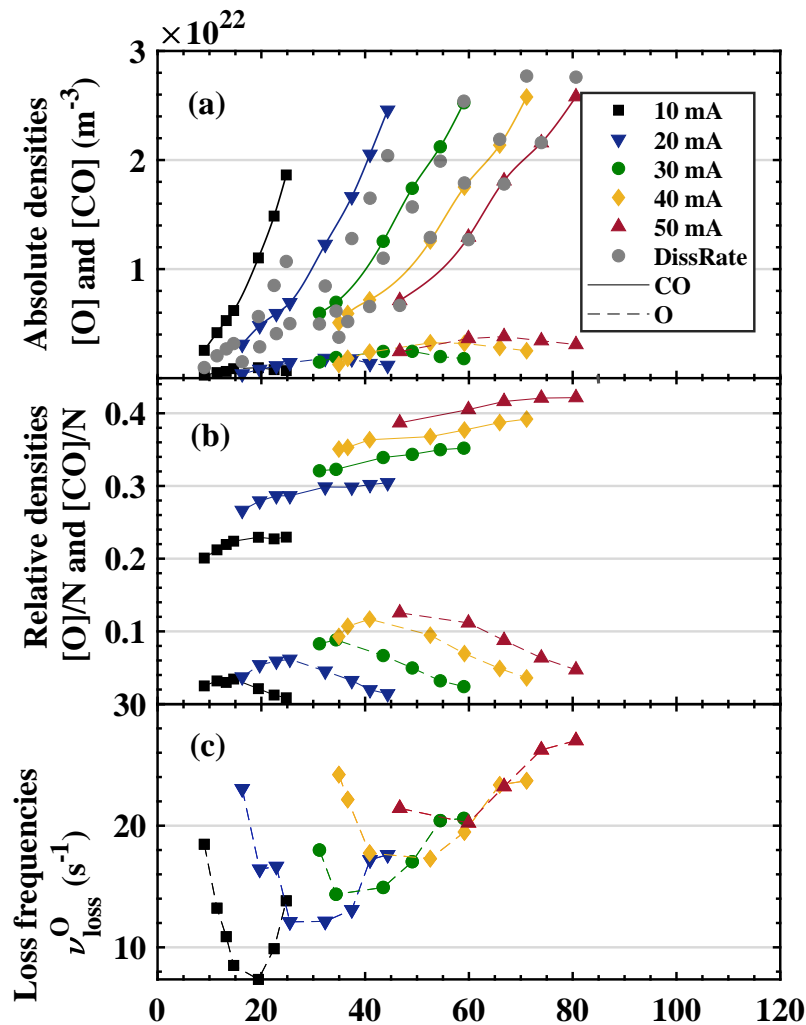 ×10^22
3
2
1
Absolute densities
[O] and [CO] (m^-3)
(a)
10 mA
20 mA
30 mA
40 mA
50 mA
DissRate
CO
O
0.4
0.3
0.2
0.1
Relative densities
[O]/N and [CO]/N
(b)
30
20
10
Loss frequencies
ν^O_loss (s^-1)
(c)
0 20 40 60 80 100 120